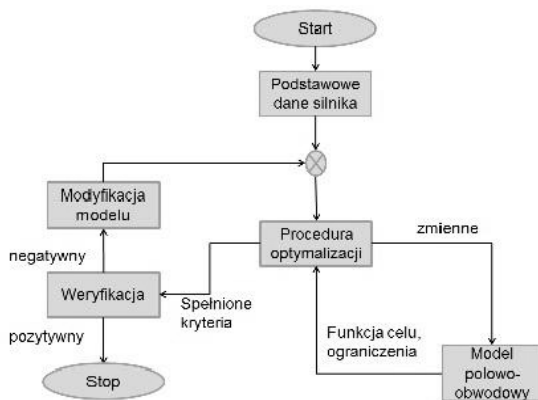 Start
Podstawowe
dane silnika
Modyfikacja
modelu
Procedura
optymalizacji
zmienne
negatywny
Weryfikacja
Spełnione
kryteria
pozytywny
Funkcja celu,
ograniczenia
Model
polowo-
obwodowy
Stop